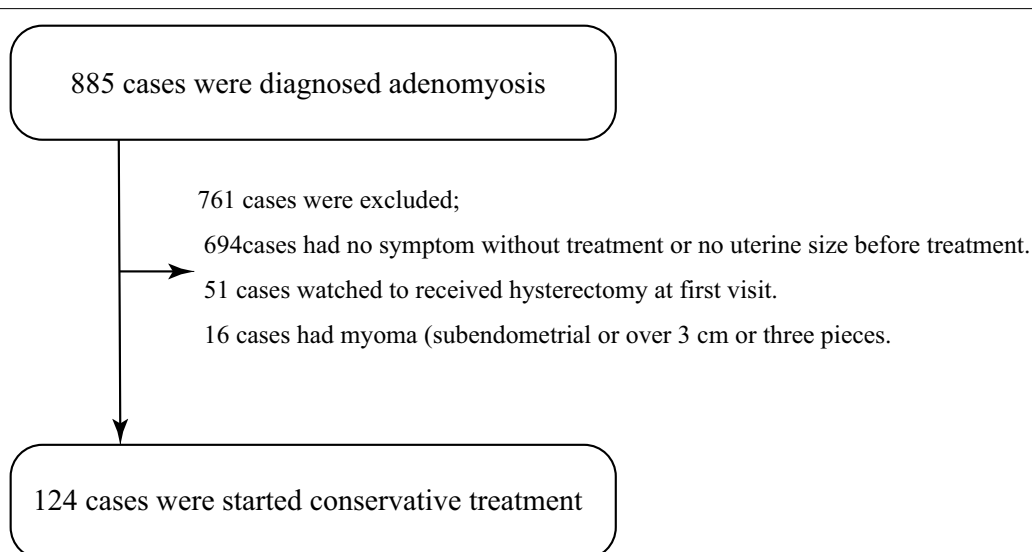 885 cases were diagnosed adenomyosis
761 cases were excluded;
694cases had no symptom without treatment or no uterine size before treatment.
51 cases watched to received hysterectomy at first visit.
16 cases had myoma (subendometrial or over 3 cm or three pieces.
124 cases were started conservative treatment